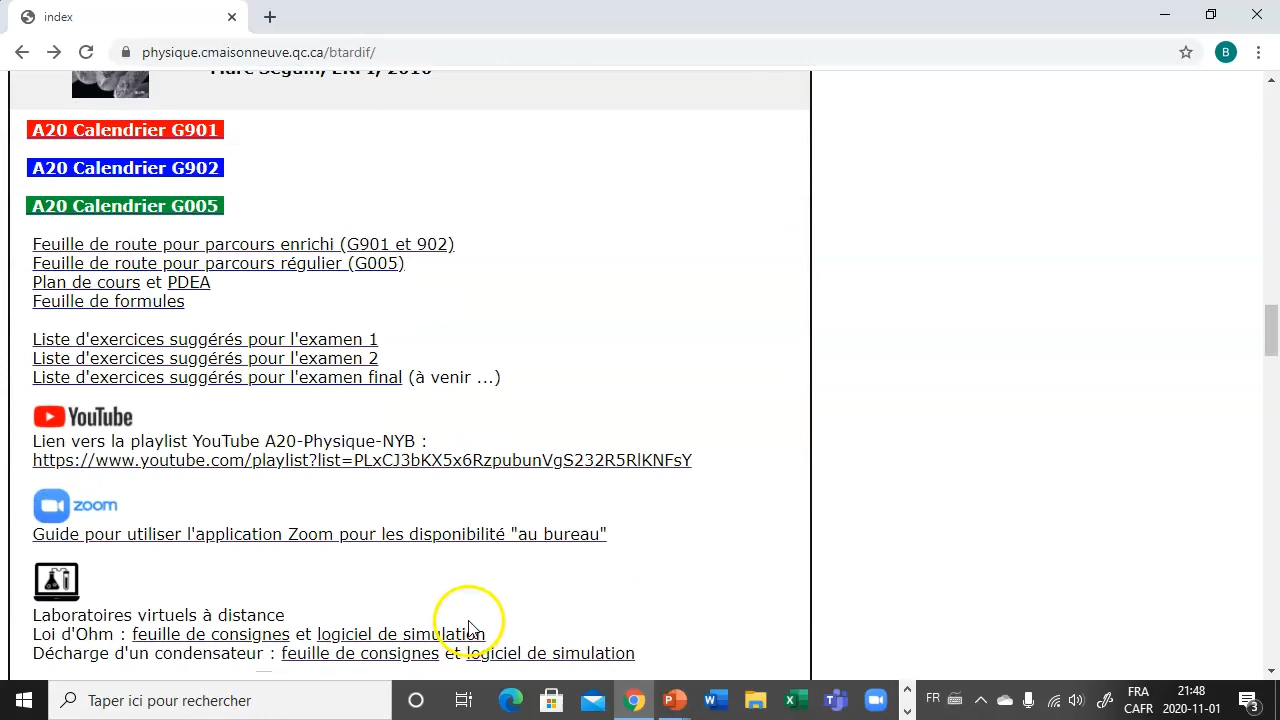 index
physique.cmaisonneuve.qc.ca/btardif/
B
Marc Séguin, ERPI, 2010
A20 Calendrier G901
A20 Calendrier G902
A20 Calendrier G005
Feuille de route pour parcours enrichi (G901 et 902)
Feuille de route pour parcours régulier (G005)
Plan de cours et PDEA
Feuille de formules
Liste d'exercices suggérés pour l'examen 1
Liste d'exercices suggérés pour l'examen 2
Liste d'exercices suggérés pour l'examen final (à venir ...)
YouTube
Lien vers la playlist YouTube A20-Physique-NYB :
https://www.youtube.com/playlist?list=PLxCJ3bKX5x6RzpubunVgS232R5RlKNFsY
zoom
Guide pour utiliser l'application Zoom pour les disponibilité "au bureau"
Laboratoires virtuels à distance
Loi d'Ohm : feuille de consignes et logiciel de simulation
Décharge d'un condensateur : feuille de consignes et logiciel de simulation
Taper ici pour rechercher
FR
FRA
CAFR
21:48
2020-11-01
3